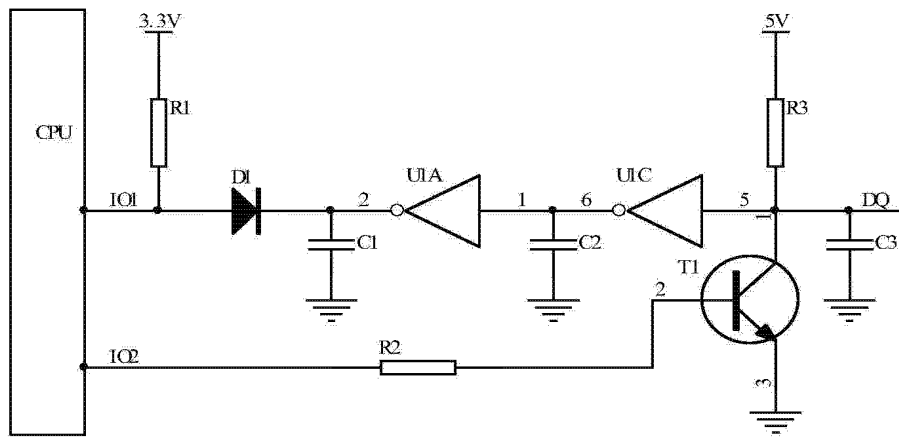 3.3V
5V
R1
R3
CPU
D1
U1A
U1C
IO1
2
1
6
5
1
DQ
C1
C2
C3
T1
2
IO2
R2
3